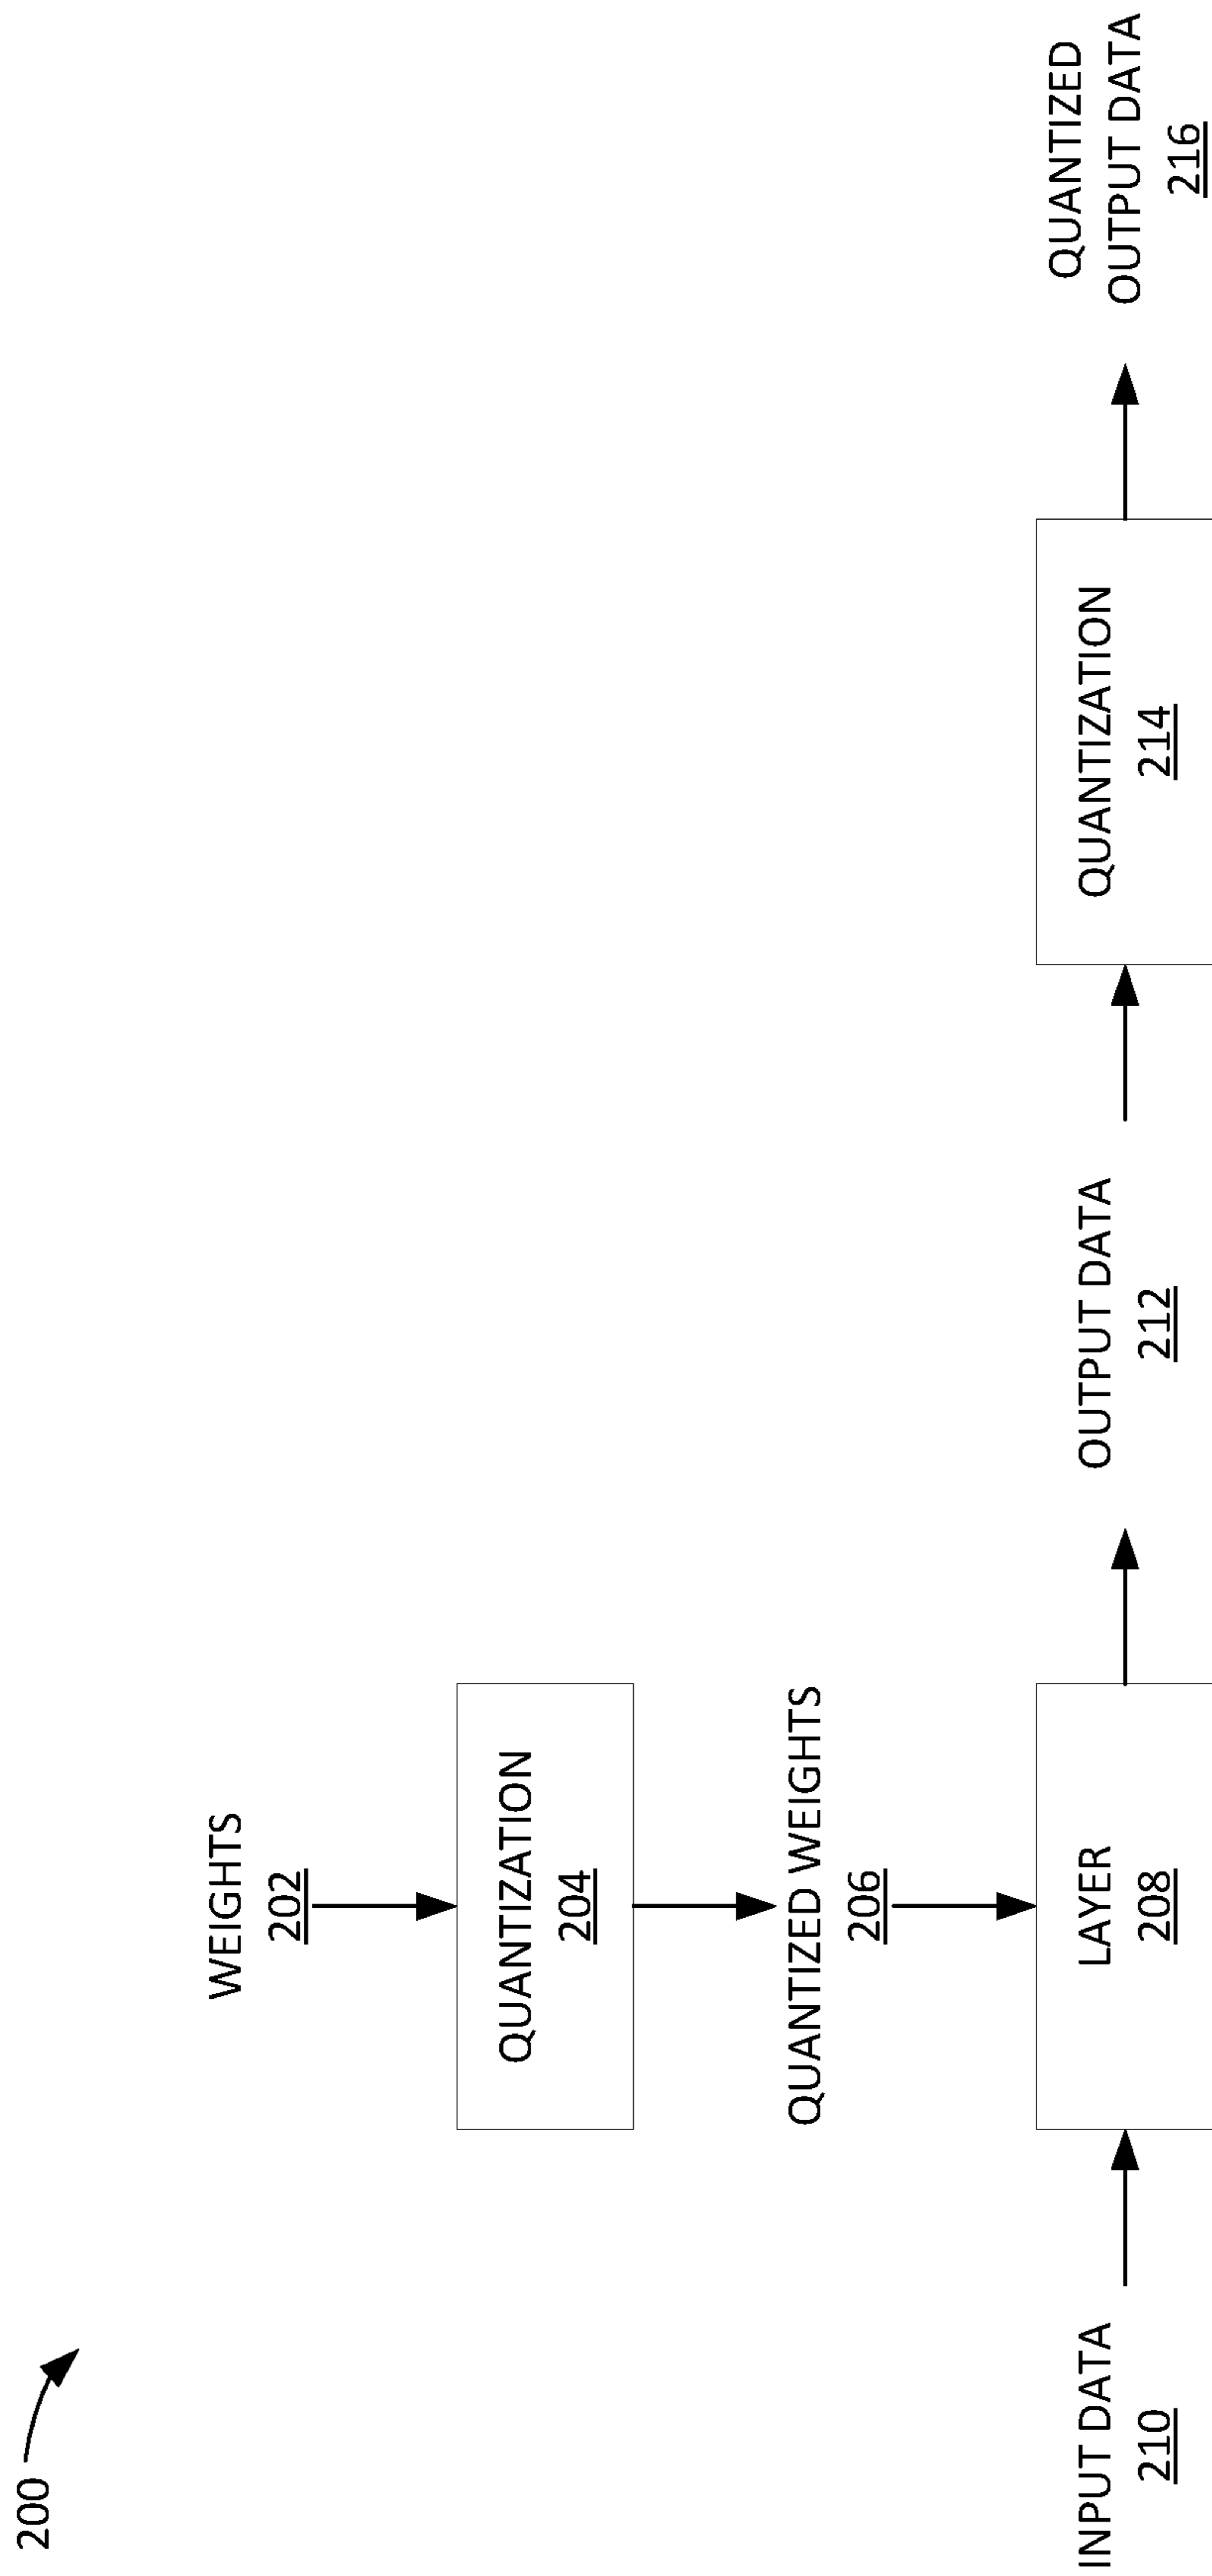 200
WEIGHTS
202
QUANTIZATION
204
QUANTIZED WEIGHTS
206
INPUT DATA
210
LAYER
208
OUTPUT DATA
212
QUANTIZATION
214
QUANTIZED
OUTPUT DATA
216